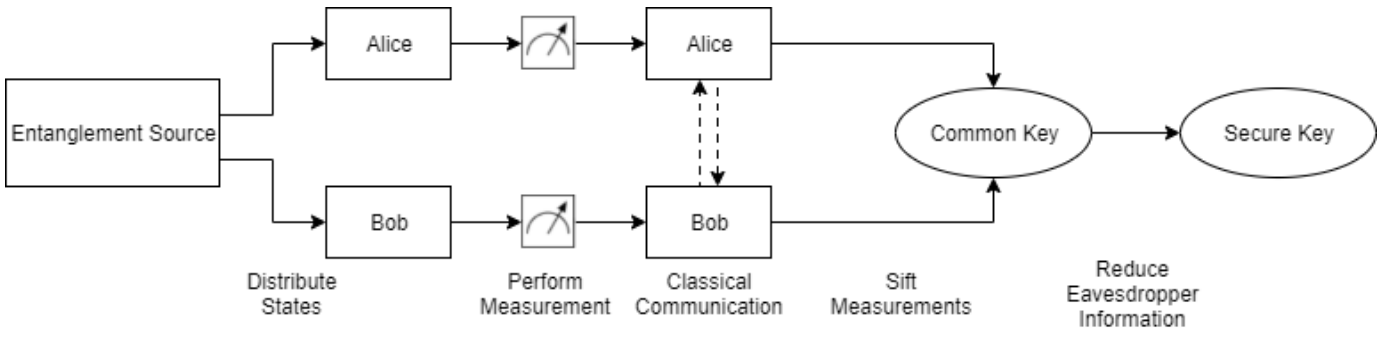 Alice
Alice
Entanglement Source
Common Key
Secure Key
Bob
Bob
Distribute
States
Perform
Measurement
Classical
Communication
Sift
Measurements
Reduce
Eavesdropper
Information